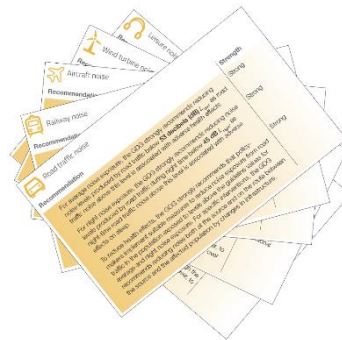 Leisure noise
Wind turbine noise
Aircraft noise
Recommendation
Railway noise
Recommendation
Road traffic noise
Recommendation
Strength
For average noise exposure, the GDG strongly recommends reducing
noise levels produced by road traffic below 53 decibels (dB) Lden, as road
traffic noise above this level is associated with adverse health effects.
Strong
For night noise exposure, the GDG strongly recommends reducing noise
levels produced by road traffic during night time below 45 dB Lnight, as
night-time road traffic noise above this level is associated with adverse
effects on sleep.
Strong
To reduce health effects, the GDG strongly recommends that policy-
makers implement suitable measures to reduce noise exposure from road
traffic in the population exposed to levels above the guideline values for
average and night noise exposure. For specific interventions, the GDG
recommends reducing noise both at the source and on the route between
the source and the affected population by changes in infrastructure.
Strong